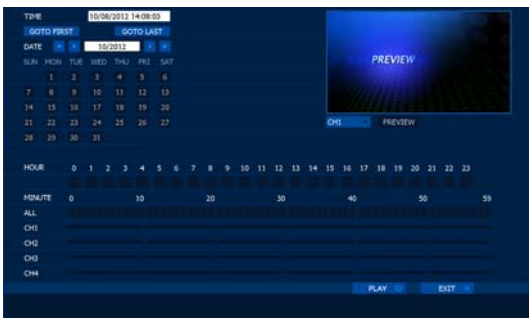 TIME 10/08/2012 14:08:03
GOTO FIRST GOTO LAST
DATE 10/2012
SUN MON TUE WED THU FRI SAT
1 2 3 4 5 6
7 8 9 10 11 12 13
14 15 16 17 18 19 20
21 22 23 24 25 26 27
28 29 30 31
PREVIEW
CH1 PREVIEW
HOUR 0 1 2 3 4 5 6 7 8 9 10 11 12 13 14 15 16 17 18 19 20 21 22 23
MINUTE 0 10 20 30 40 50 59
ALL
CH1
CH2
CH3
CH4
PLAY EXIT